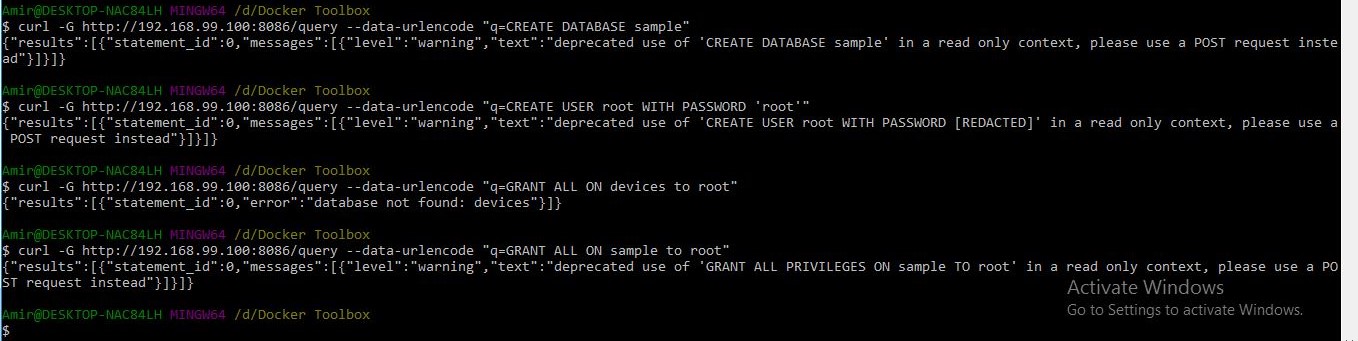 Amir@DESKTOP-NAC84LH MINGW64 /d/Docker Toolbox
$ curl -G http://192.168.99.100:8086/query --data-urlencode "q=CREATE DATABASE sample"
{"results":[{"statement_id":0,"messages":[{"level":"warning","text":"deprecated use of 'CREATE DATABASE sample' in a read only context, please use a POST request inste
ad"}]}]}
Amir@DESKTOP-NAC84LH MINGW64 /d/Docker Toolbox
$ curl -G http://192.168.99.100:8086/query --data-urlencode "q=CREATE USER root WITH PASSWORD 'root'"
{"results":[{"statement_id":0,"messages":[{"level":"warning","text":"deprecated use of 'CREATE USER root WITH PASSWORD [REDACTED]' in a read only context, please use a
 POST request instead"}]}]}
Amir@DESKTOP-NAC84LH MINGW64 /d/Docker Toolbox
$ curl -G http://192.168.99.100:8086/query --data-urlencode "q=GRANT ALL ON devices to root"
{"results":[{"statement_id":0,"error":"database not found: devices"}]}
Amir@DESKTOP-NAC84LH MINGW64 /d/Docker Toolbox
$ curl -G http://192.168.99.100:8086/query --data-urlencode "q=GRANT ALL ON sample to root"
{"results":[{"statement_id":0,"messages":[{"level":"warning","text":"deprecated use of 'GRANT ALL PRIVILEGES ON sample TO root' in a read only context, please use a PO
ST request instead"}]}]}
Amir@DESKTOP-NAC84LH MINGW64 /d/Docker Toolbox
$
Activate Windows
Go to Settings to activate Windows.